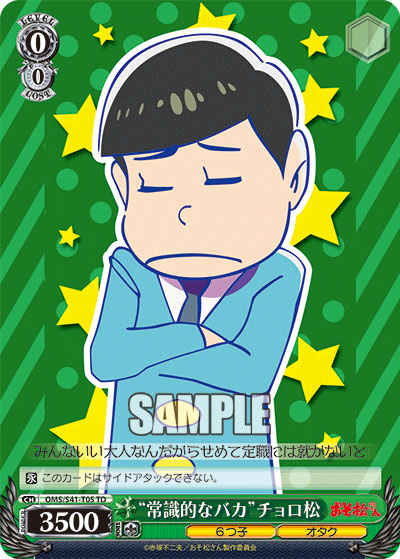 LEVEL
0
0
COST
SAMPLE
みんないい大人なんだからせめて定職には就かないと
永 このカードはサイドアタックできない。
CH OMS/S41-T05 TD
“常識的なバカ”チョロ松 おそ松さん
POWER
3500
6つ子 オタク
©赤塚不二夫／おそ松さん製作委員会